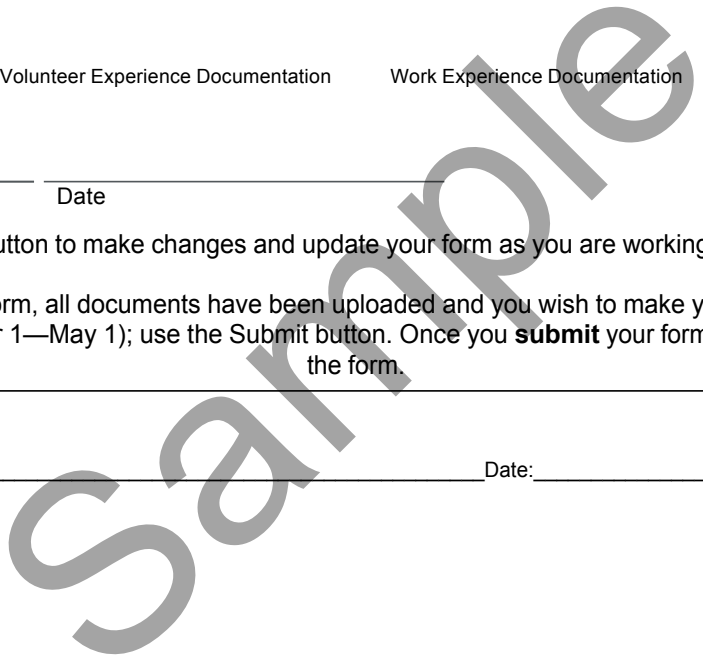 Volunteer Experience Documentation Work Experience Documentation
Date
utton to make changes and update your form as you are working
orm, all documents have been uploaded and you wish to make y
r 1—May 1); use the Submit button. Once you submit your form
the form.
Date:
Sample